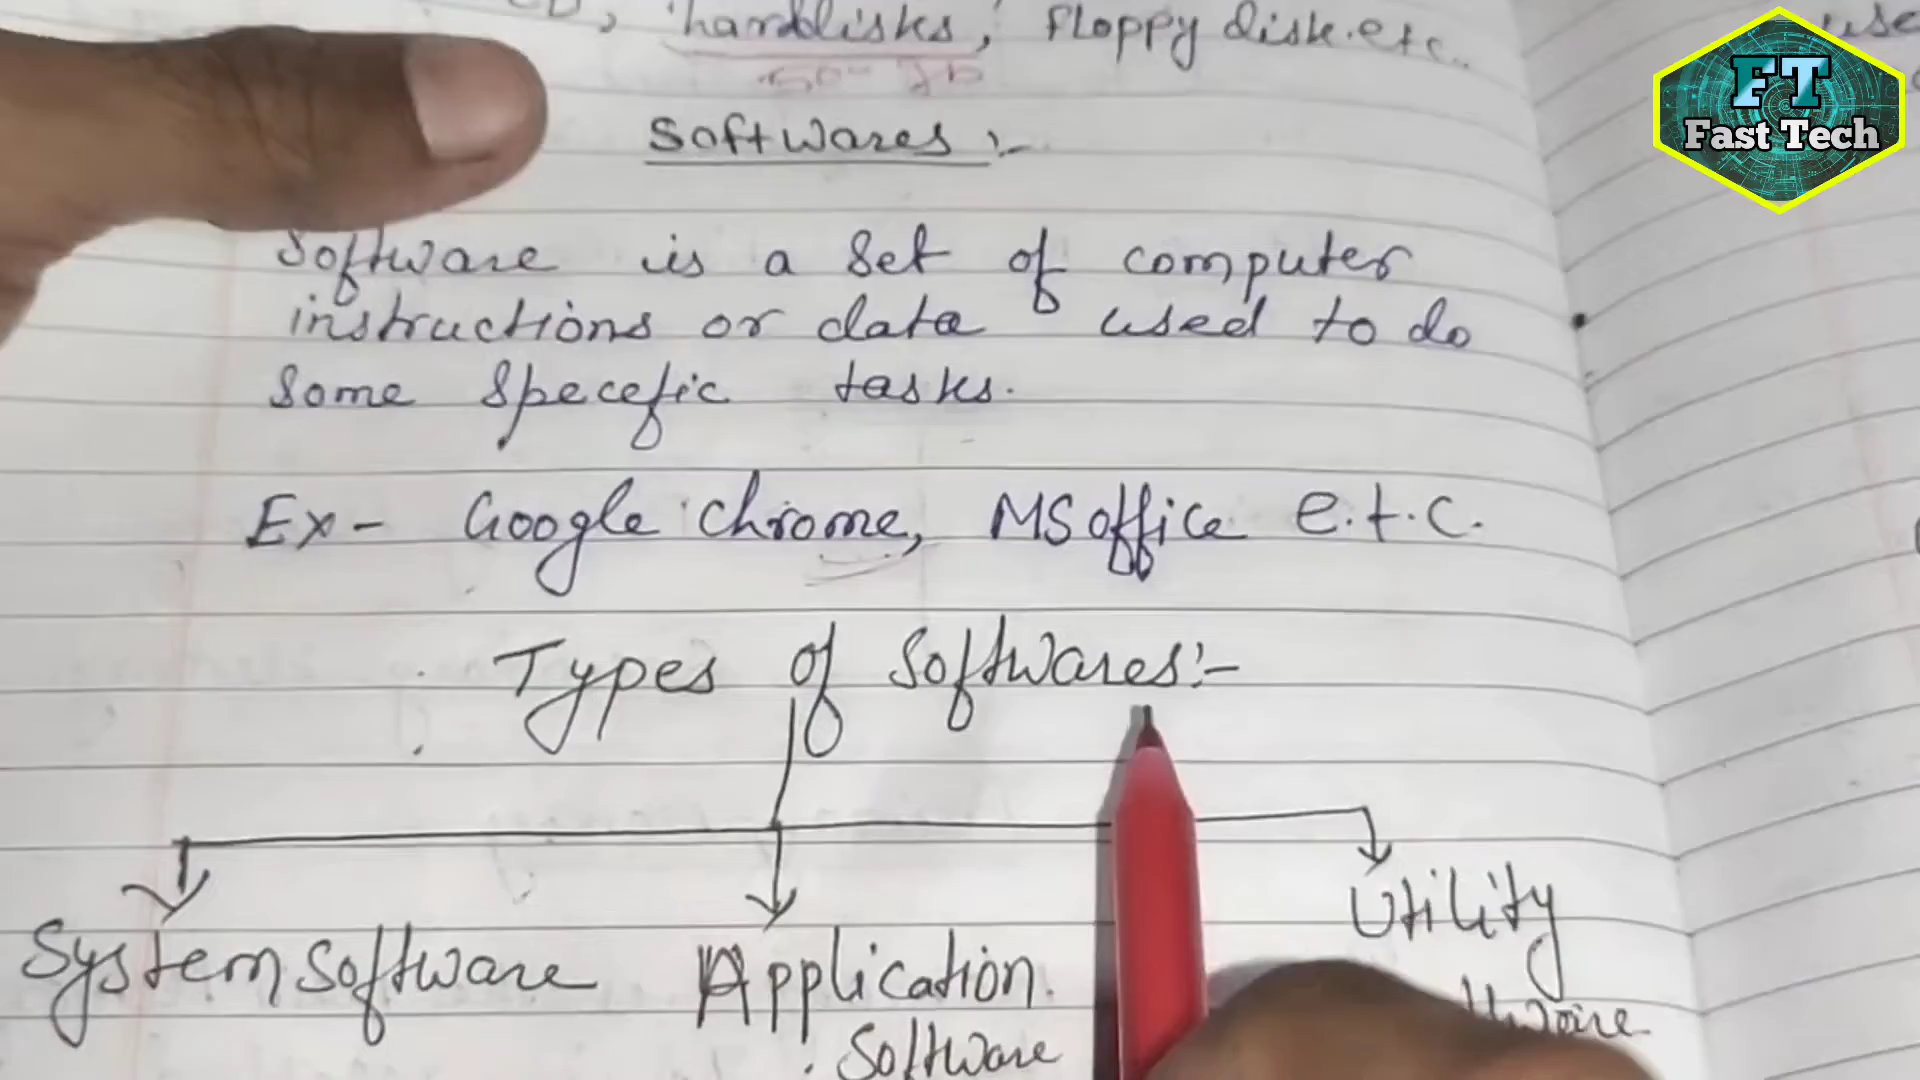 harddisks, Floppy disk.etc..
Softwares :-
Software is a set of computer
instructions or data used to do
Some Specefic tasks.
Ex- Google chrome, MS office e.t.c.
Types of Softwares:-
System Software
Application.
Software
Utility
FT
Fast Tech